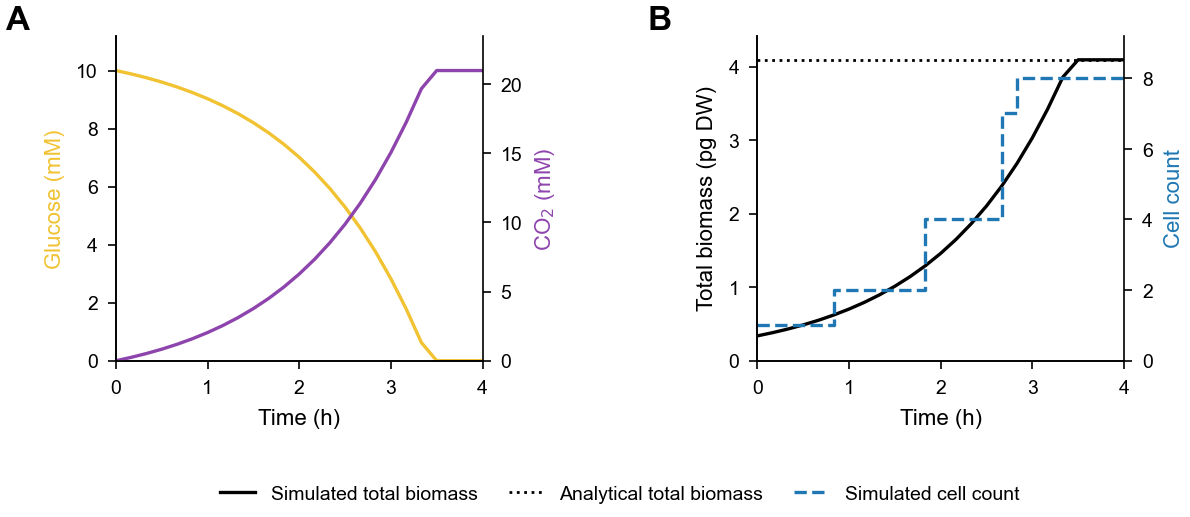 A
B
10
8
6
4
2
0
Glucose (mM)
20
15
10
5
0
CO₂ (mM)
0 1 2 3 4
Time (h)
4
3
2
1
0
Total biomass (pg DW)
8
6
4
2
0
Cell count
0 1 2 3 4
Time (h)
Simulated total biomass Analytical total biomass Simulated cell count